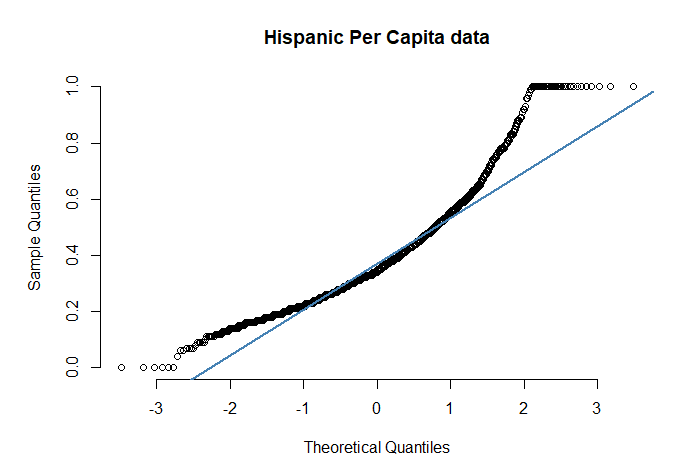 Hispanic Per Capita data
Sample Quantiles
1.0
0.8
0.6
0.4
0.2
0.0
-3 -2 -1 0 1 2 3
Theoretical Quantiles